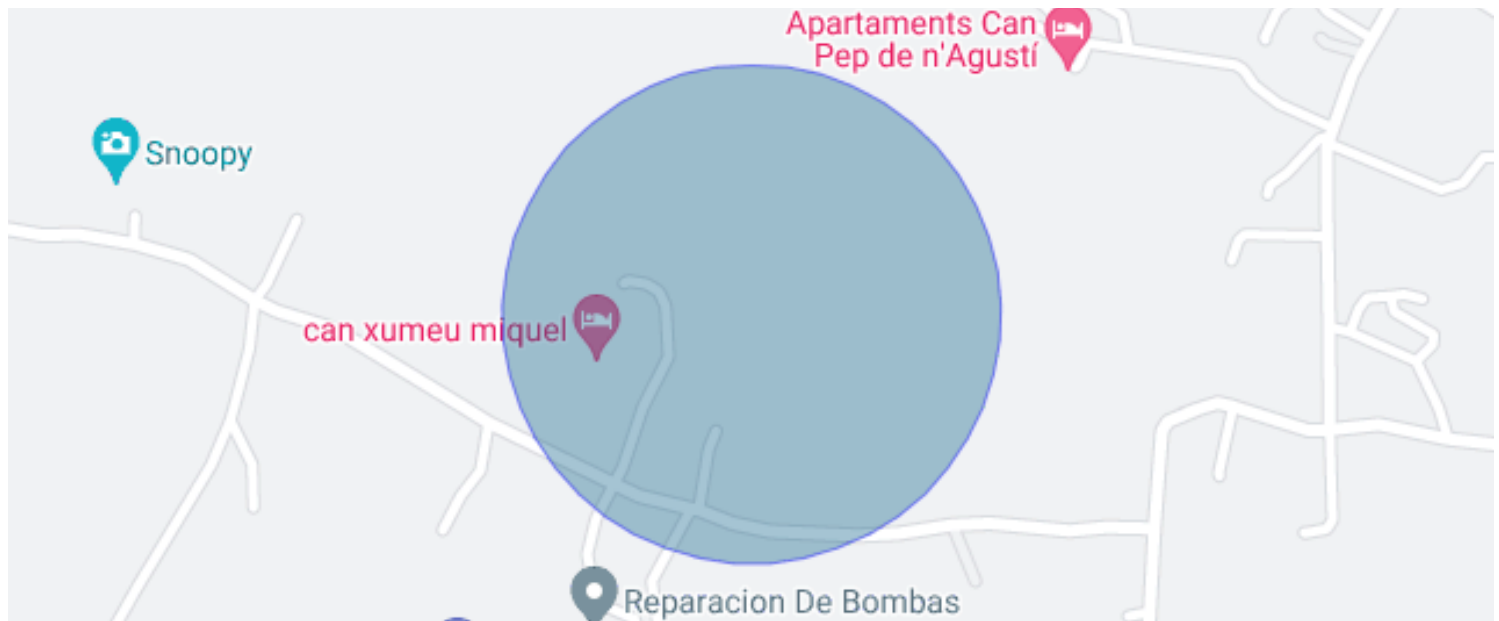 Apartaments Can
Pep de n'Agustí
Snoopy
can xumeu miquel
Reparacion De Bombas